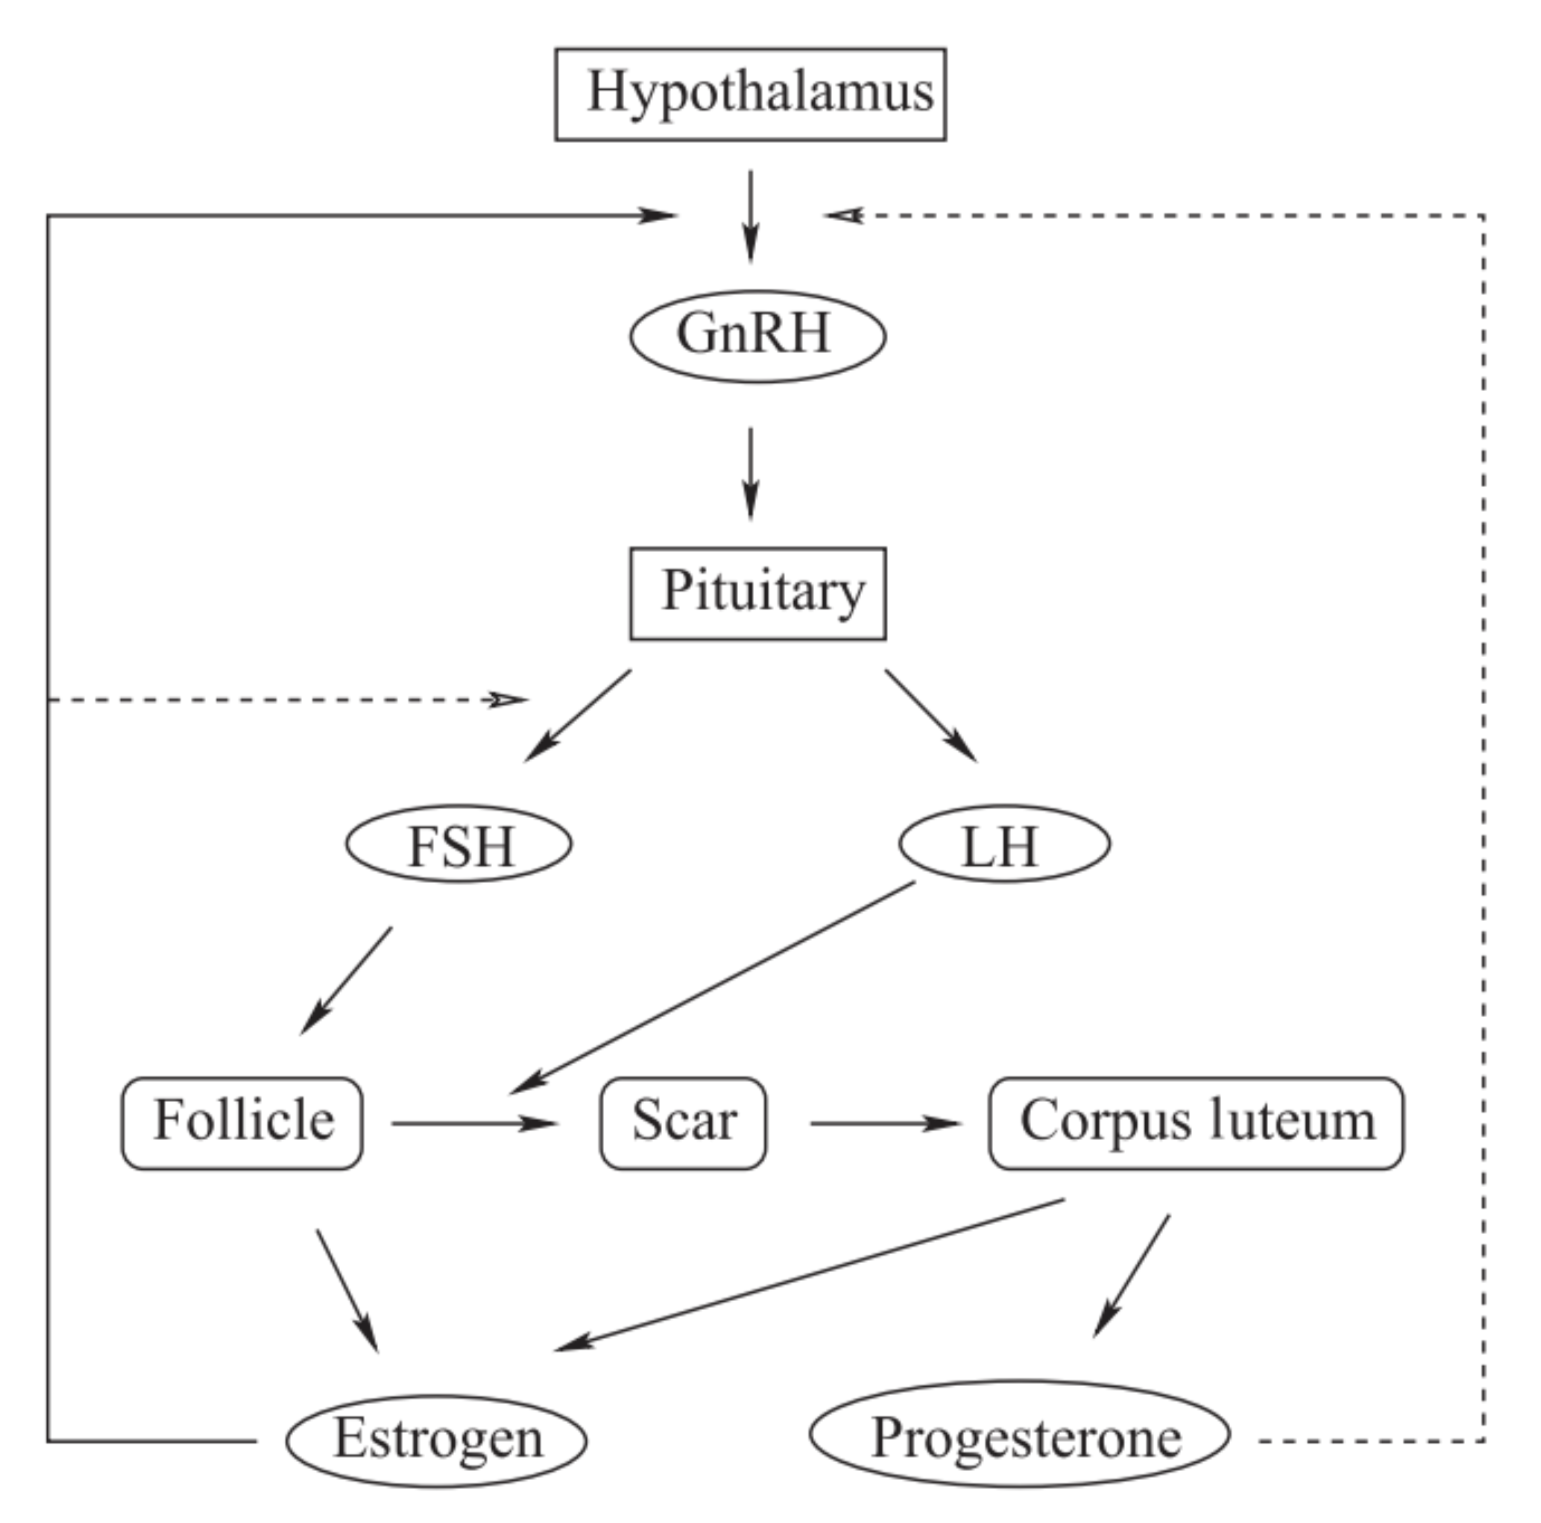 Hypothalamus
GnRH
Pituitary
FSH
LH
Follicle
Scar
Corpus luteum
Estrogen
Progesterone